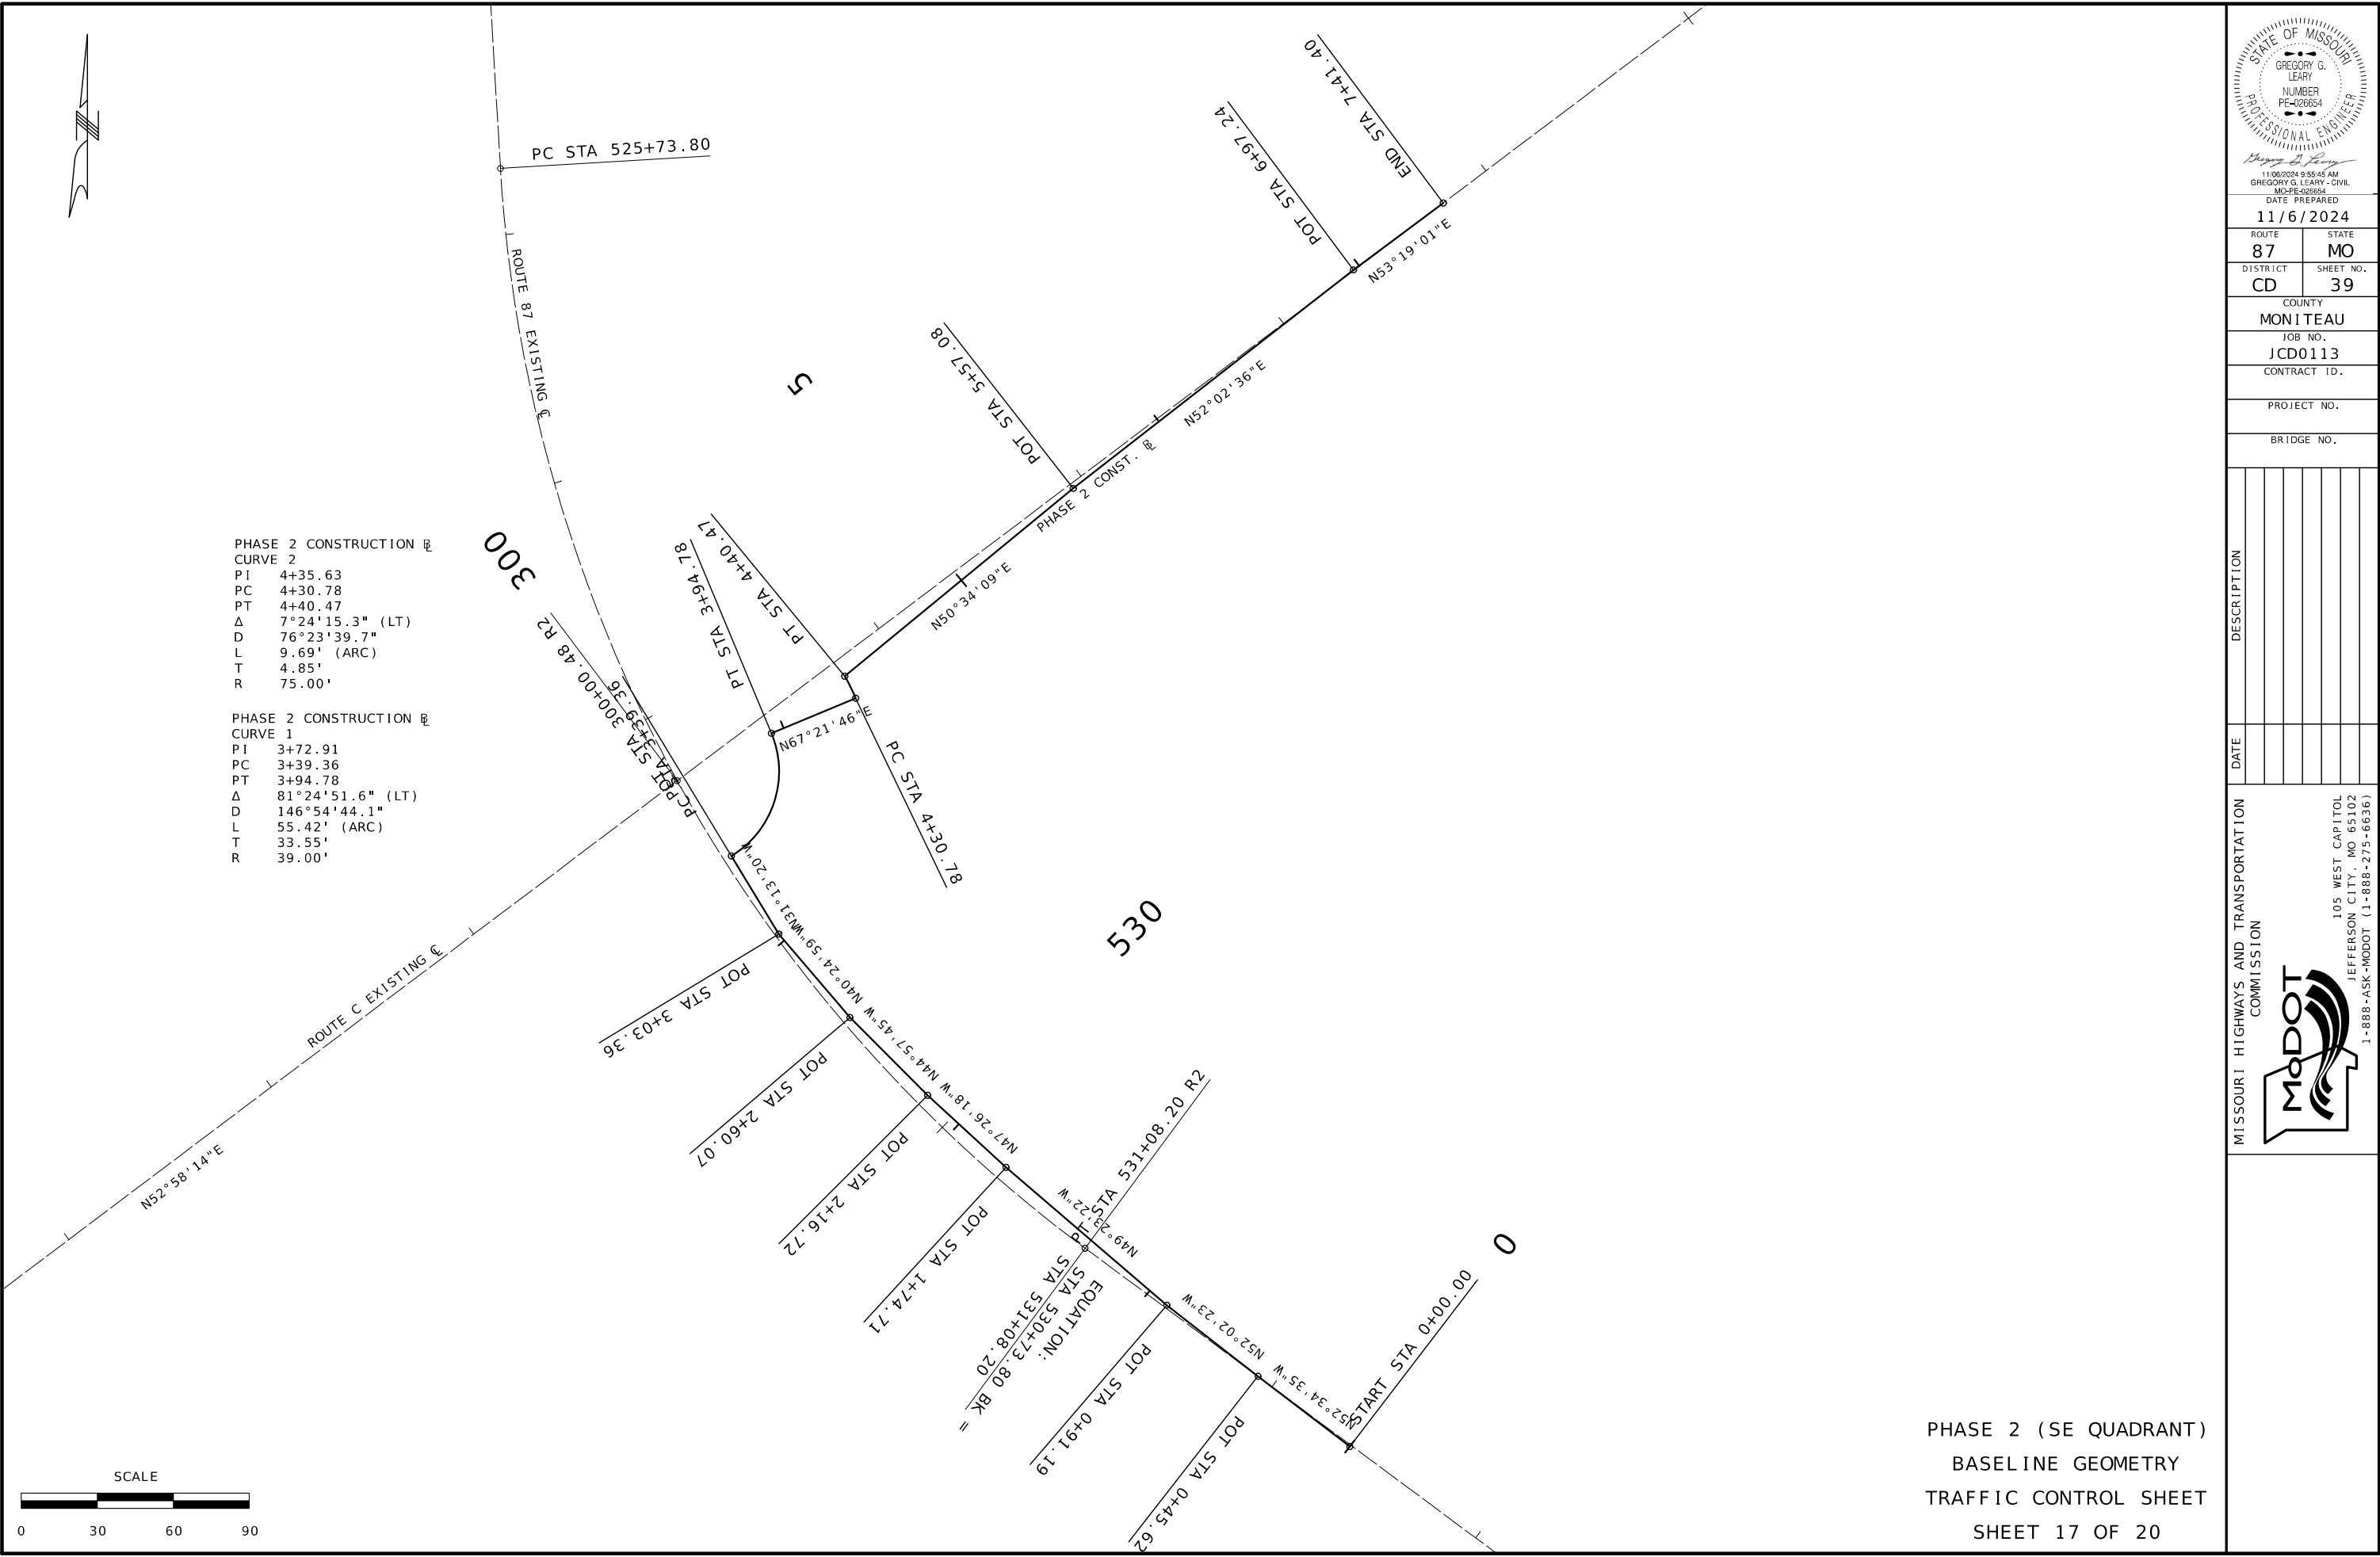 PC STA 525+73.80
ROUTE 87 EXISTING ℄
END STA 7+41.40
POT STA 6+97.24
N53°19'01"E
POT STA 5+57.08
N52°02'36"E
PHASE 2 CONST. BL
5
300
PT STA 4+40.47
N50°34'09"E
PT STA 3+94.78
POT STA 300+00.48 R2
PC STA 3+39.36
N67°21'46"E
PC STA 4+30.78
PHASE 2 CONSTRUCTION BL
CURVE 2
PI 4+35.63
PC 4+30.78
PT 4+40.47
Δ 7°24'15.3" (LT)
D 76°23'39.7"
L 9.69' (ARC)
T 4.85'
R 75.00'
PHASE 2 CONSTRUCTION BL
CURVE 1
PI 3+72.91
PC 3+39.36
PT 3+94.78
Δ 81°24'51.6" (LT)
D 146°54'44.1"
L 55.42' (ARC)
T 33.55'
R 39.00'
N31°13'20"W
530
POT STA 3+03.36
N40°24'59"W
ROUTE C EXISTING ℄
POT STA 2+60.07
N44°57'45"W
POT STA 2+16.72
N47°26'18"W
N52°58'14"E
POT STA 1+74.71
STA 531+08.20 R2
N49°23'22"W
EQUATION:
STA 530+73.80 BK =
STA 531+08.20
0
N52°02'23"W
POT STA 0+91.19
START STA 0+00.00
N52°34'35"W
POT STA 0+45.62
SCALE
0 30 60 90
PHASE 2 (SE QUADRANT)
BASELINE GEOMETRY
TRAFFIC CONTROL SHEET
SHEET 17 OF 20
STATE OF MISSOURI
GREGORY G.
LEARY
NUMBER
PE-026654
PROFESSIONAL ENGINEER
Gregory G. Leary
11/06/2024 9:55:45 AM
GREGORY G. LEARY - CIVIL
MO-PE-026654
DATE PREPARED
11/6/2024
ROUTE STATE
87 MO
DISTRICT SHEET NO.
CD 39
COUNTY
MONITEAU
JOB NO.
JCD0113
CONTRACT ID.
PROJECT NO.
BRIDGE NO.
DESCRIPTION
DATE
MISSOURI HIGHWAYS AND TRANSPORTATION
COMMISSION
MoDOT
105 WEST CAPITOL
JEFFERSON CITY, MO 65102
1-888-ASK-MODOT (1-888-275-6636)